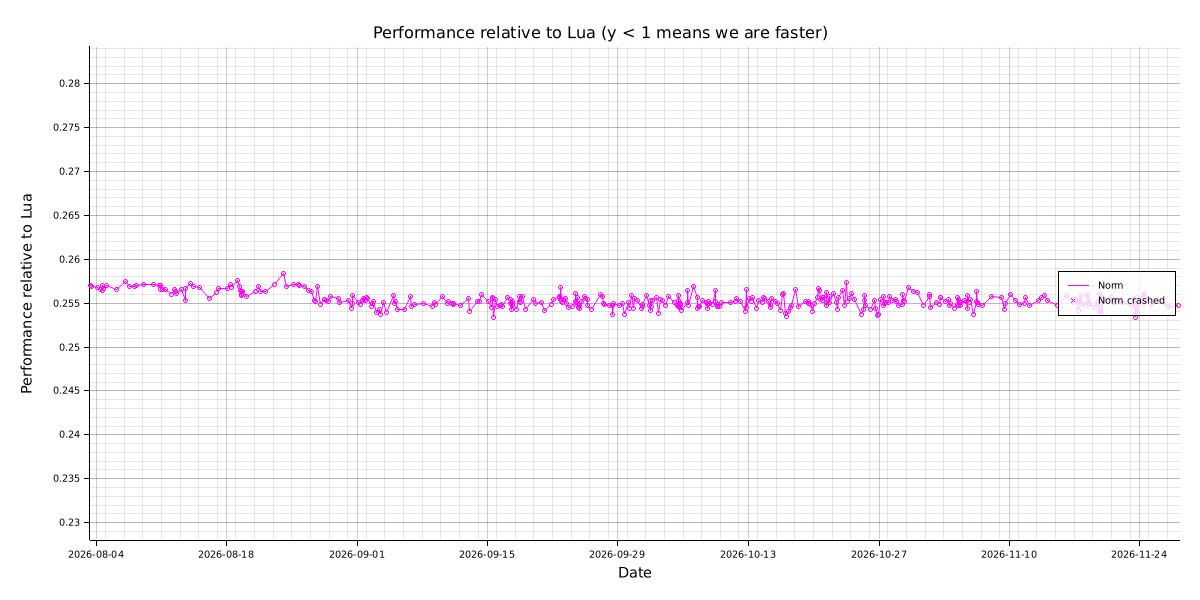 Performance relative to Lua (y < 1 means we are faster)
0.28
0.275
0.27
0.265
0.26
0.255
0.25
0.245
0.24
0.235
0.23
Performance relative to Lua
Norm
Norm crashed
2026-08-04 2026-08-18 2026-09-01 2026-09-15 2026-09-29 2026-10-13 2026-10-27 2026-11-10 2026-11-24
Date